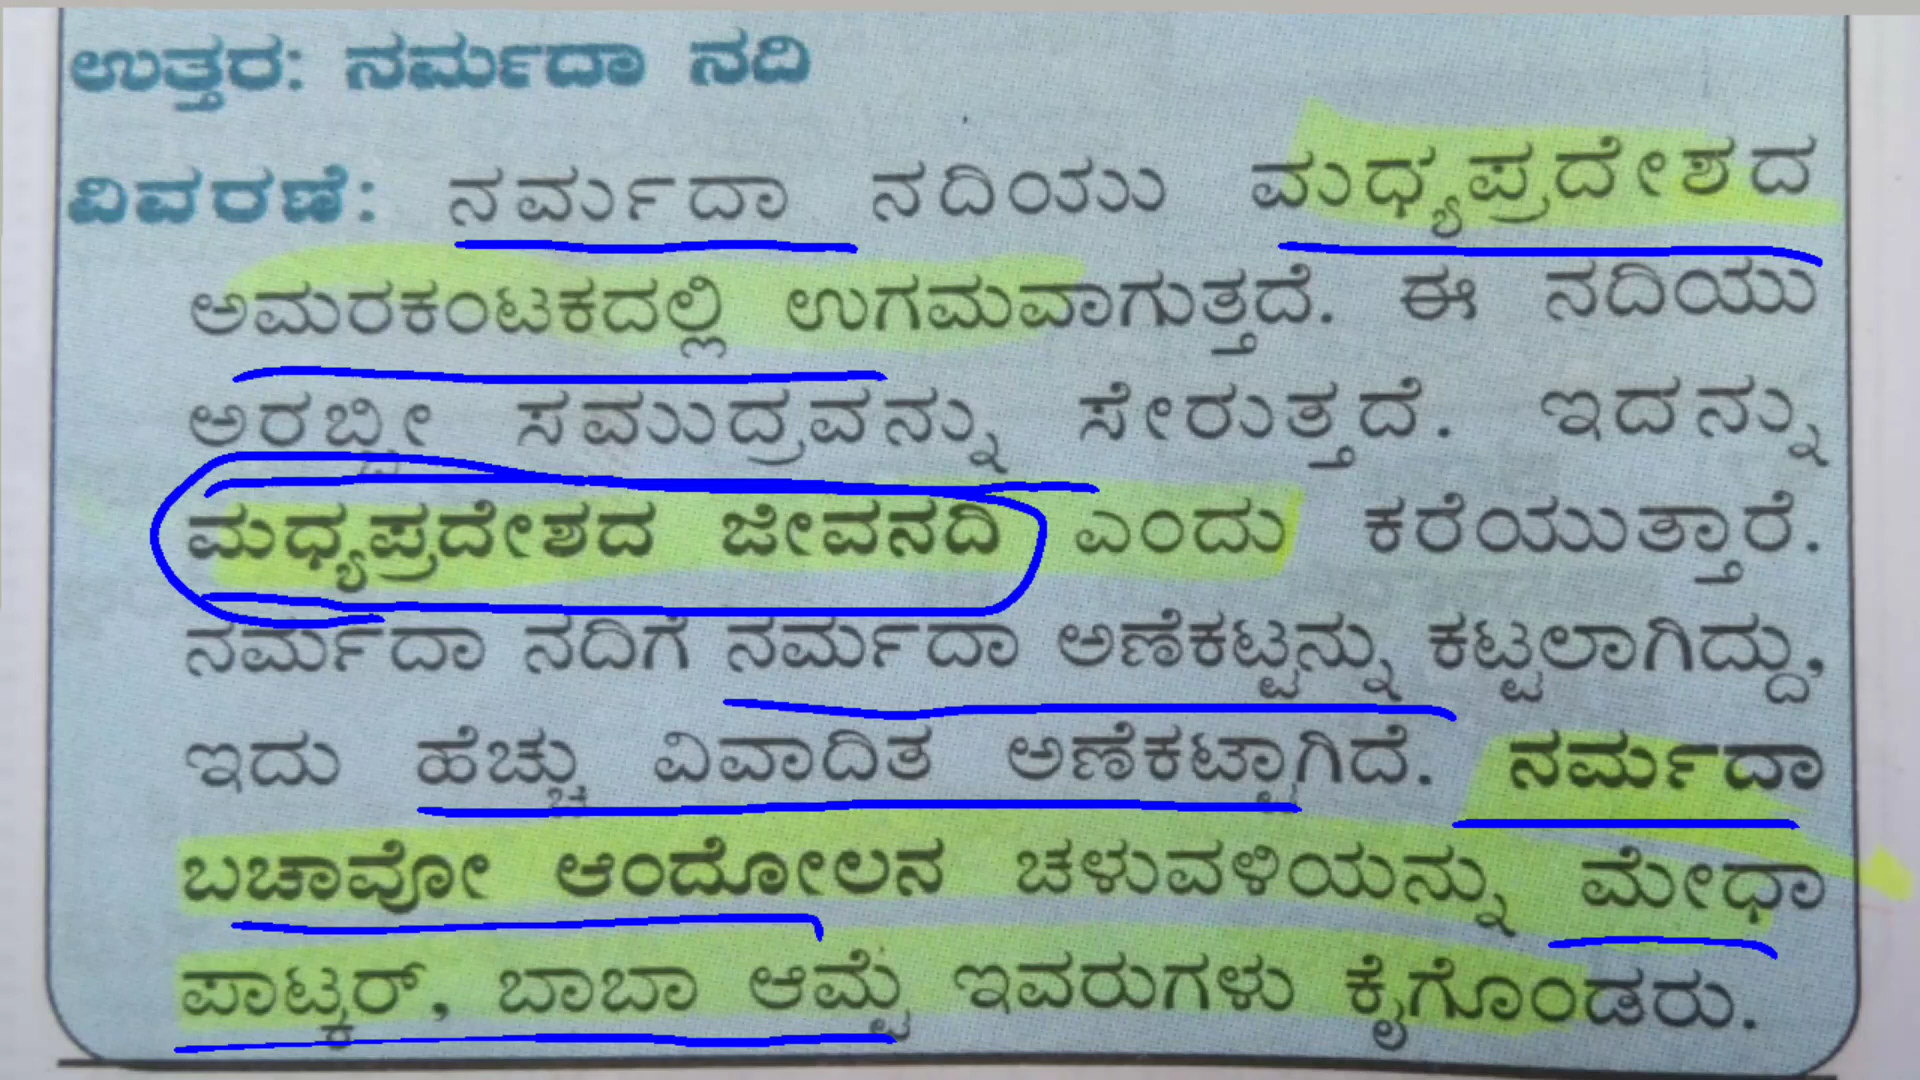 ಉತ್ತರ: ನರ್ಮದಾ ನದಿ
ವಿವರಣೆ: ನರ್ಮದಾ ನದಿಯು ಮಧ್ಯಪ್ರದೇಶದ
ಅಮರಕಂಟಕದಲ್ಲಿ ಉಗಮವಾಗುತ್ತದೆ. ಈ ನದಿಯು
ಅರಬ್ಬೀ ಸಮುದ್ರವನ್ನು ಸೇರುತ್ತದೆ. ಇದನ್ನು
ಮಧ್ಯಪ್ರದೇಶದ ಜೀವನದಿ ಎಂದು ಕರೆಯುತ್ತಾರೆ.
ನರ್ಮದಾ ನದಿಗೆ ನರ್ಮದಾ ಅಣೆಕಟ್ಟನ್ನು ಕಟ್ಟಲಾಗಿದ್ದು,
ಇದು ಹೆಚ್ಚು ವಿವಾದಿತ ಅಣೆಕಟ್ಟಾಗಿದೆ. ನರ್ಮದಾ
ಬಚಾವೋ ಆಂದೋಲನ ಚಳುವಳಿಯನ್ನು ಮೇಧಾ
ಪಾಟ್ಕರ್, ಬಾಬಾ ಆಮ್ಟೆ ಇವರುಗಳು ಕೈಗೊಂಡರು.